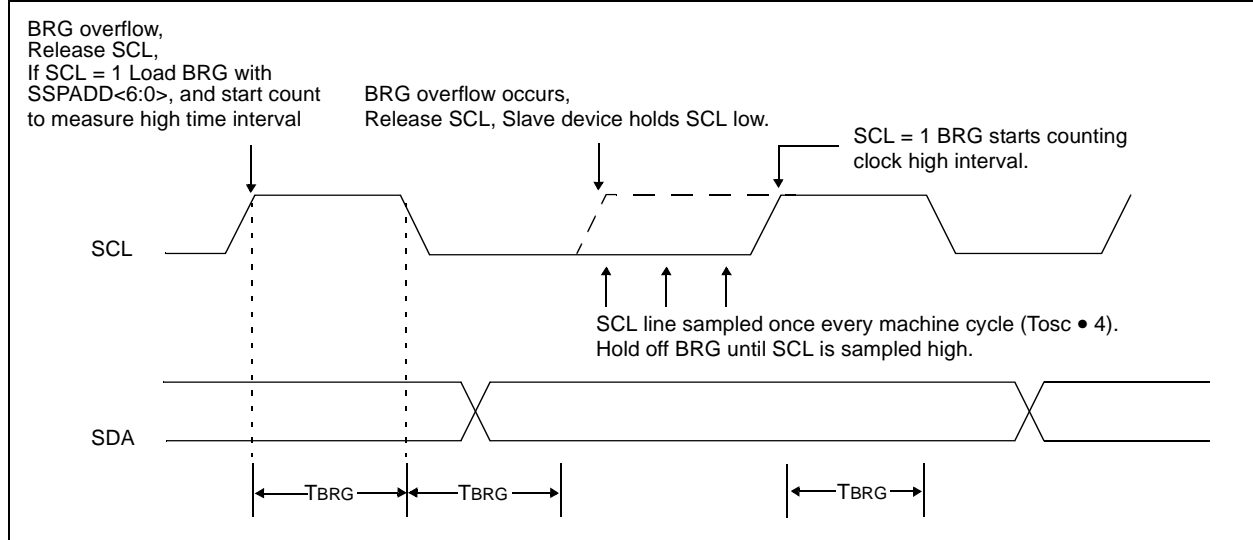 BRG overflow,
Release SCL,
If SCL = 1 Load BRG with
SSPADD<6:0>, and start count
to measure high time interval
BRG overflow occurs,
Release SCL, Slave device holds SCL low.
SCL = 1 BRG starts counting
clock high interval.
SCL
SCL line sampled once every machine cycle (Tosc • 4).
Hold off BRG until SCL is sampled high.
SDA
TBRG
TBRG
TBRG